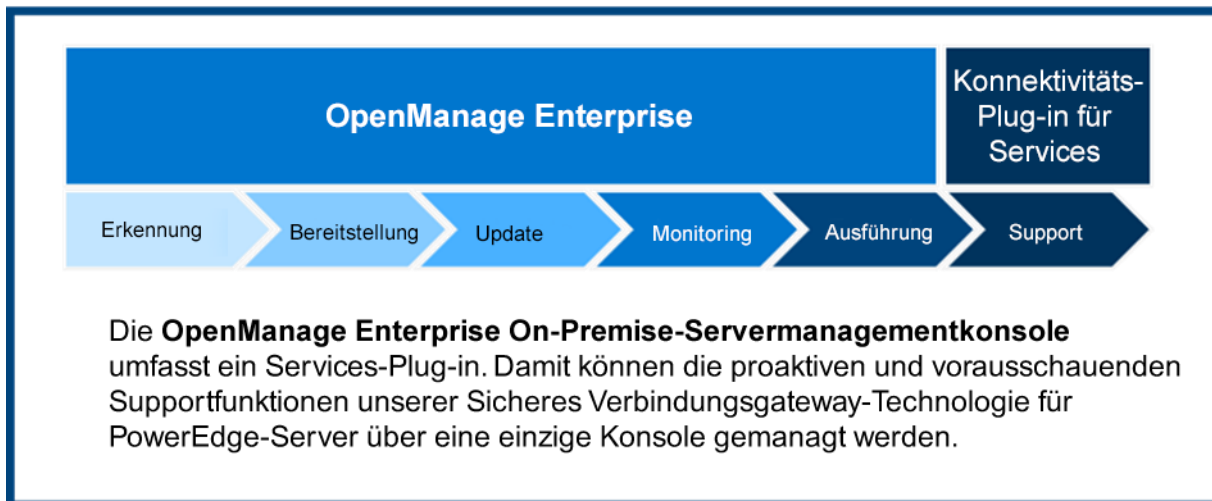 OpenManage Enterprise
Konnektivitäts-
Plug-in für
Services
Erkennung
Bereitstellung
Update
Monitoring
Ausführung
Support
Die OpenManage Enterprise On-Premise-Servermanagementkonsole
umfasst ein Services-Plug-in. Damit können die proaktiven und vorausschauenden
Supportfunktionen unserer Sicheres Verbindungsgateway-Technologie für
PowerEdge-Server über eine einzige Konsole gemanagt werden.